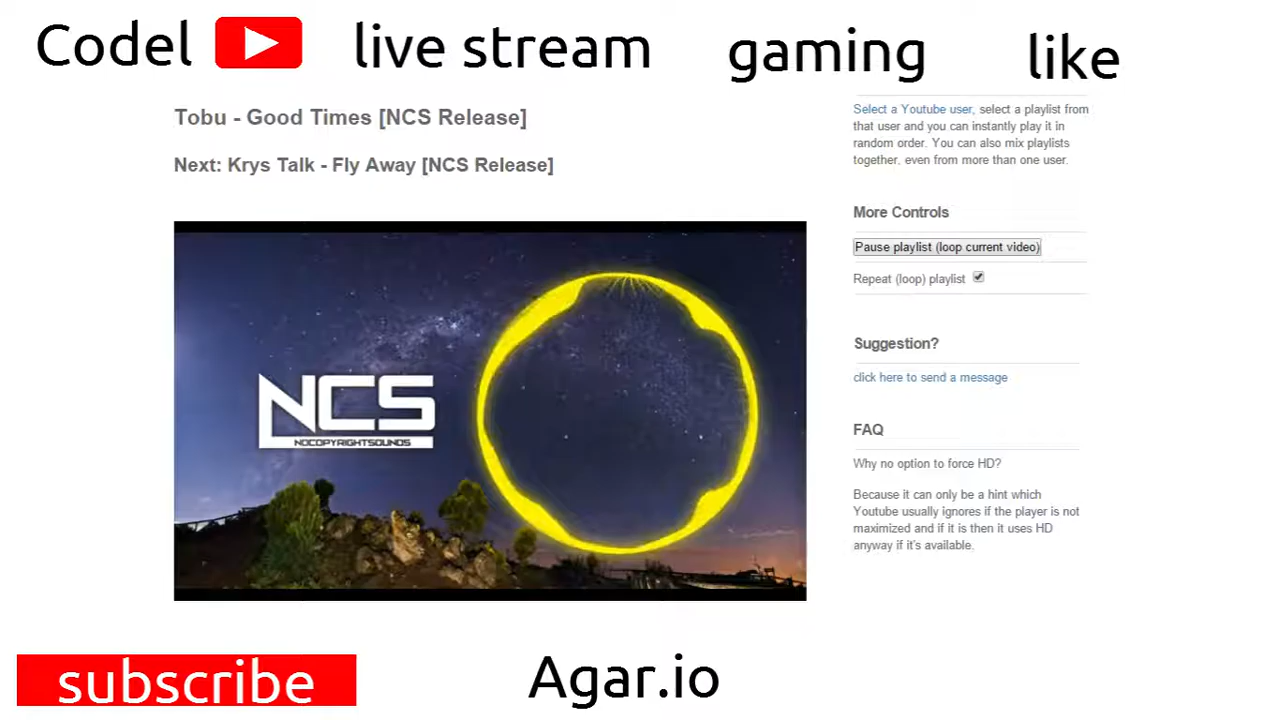 Codel
live stream
gaming
like
Tobu - Good Times [NCS Release]
Next: Krys Talk - Fly Away [NCS Release]
NCS
NOCOPYRIGHTSOUNDS
Select a Youtube user, select a playlist from
that user and you can instantly play it in
random order. You can also mix playlists
together, even from more than one user.
More Controls
Pause playlist (loop current video)
Repeat (loop) playlist
Suggestion?
click here to send a message
FAQ
Why no option to force HD?
Because it can only be a hint which
Youtube usually ignores if the player is not
maximized and if it is then it uses HD
anyway if it's available.
subscribe
Agar.io